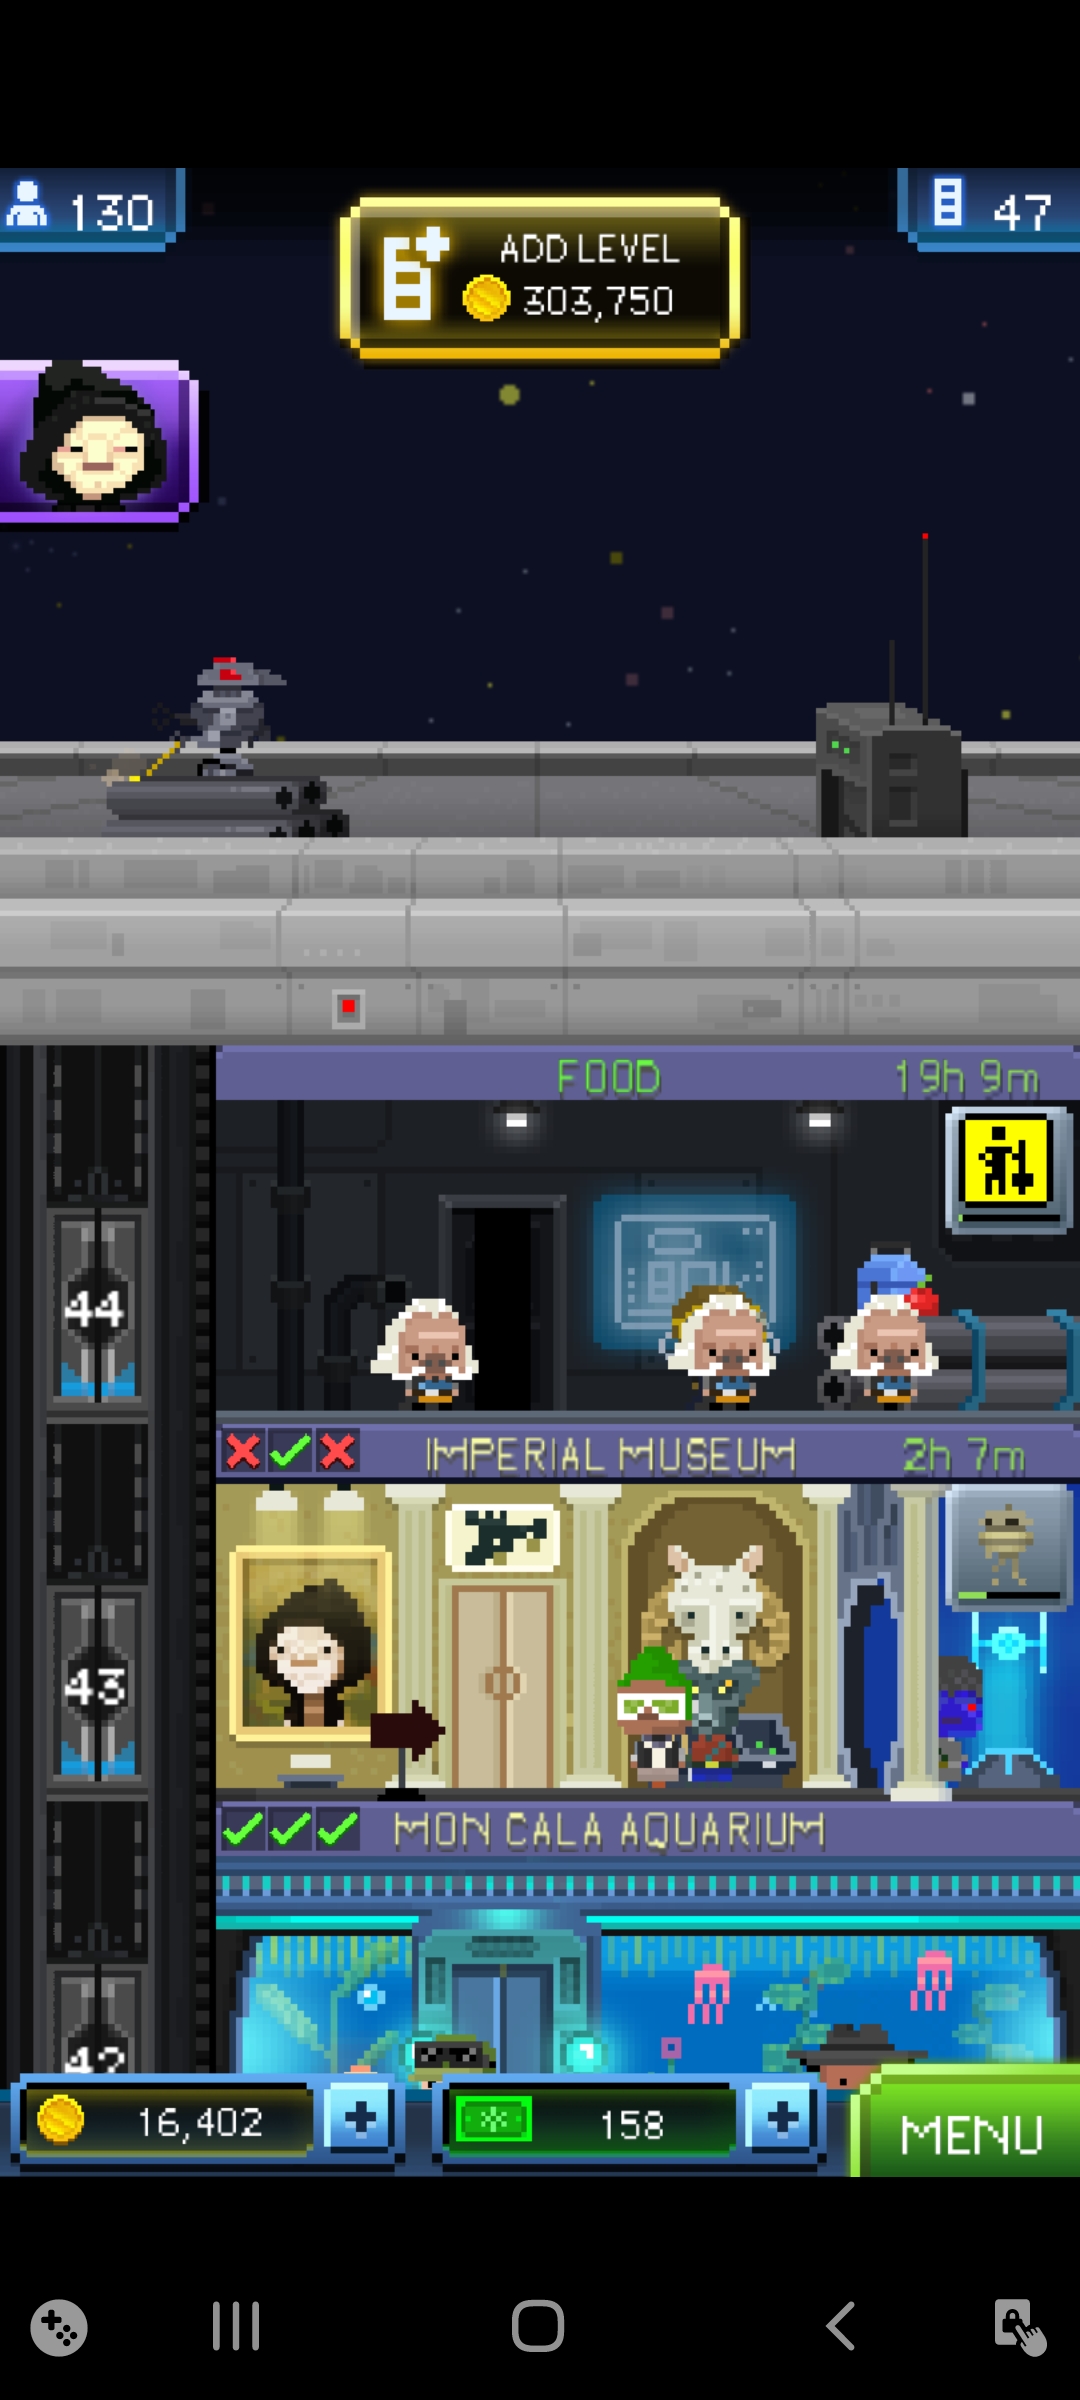 130
ADD LEVEL
303,750
47
FOOD
19h 9m
44
IMPERIAL MUSEUM
2h 7m
43
MON CALA AQUARIUM
42
16,402
158
MENU